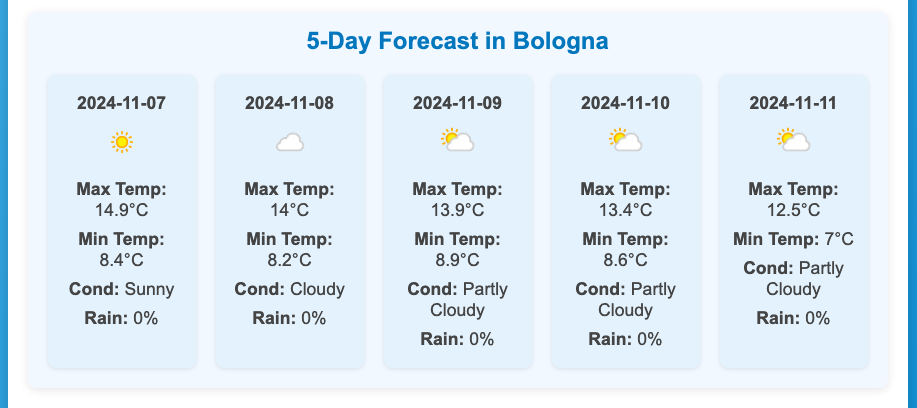 5-Day Forecast in Bologna
2024-11-07
Max Temp:
14.9°C
Min Temp:
8.4°C
Cond: Sunny
Rain: 0%
2024-11-08
Max Temp:
14°C
Min Temp:
8.2°C
Cond: Cloudy
Rain: 0%
2024-11-09
Max Temp:
13.9°C
Min Temp:
8.9°C
Cond: Partly
Cloudy
Rain: 0%
2024-11-10
Max Temp:
13.4°C
Min Temp:
8.6°C
Cond: Partly
Cloudy
Rain: 0%
2024-11-11
Max Temp:
12.5°C
Min Temp: 7°C
Cond: Partly
Cloudy
Rain: 0%